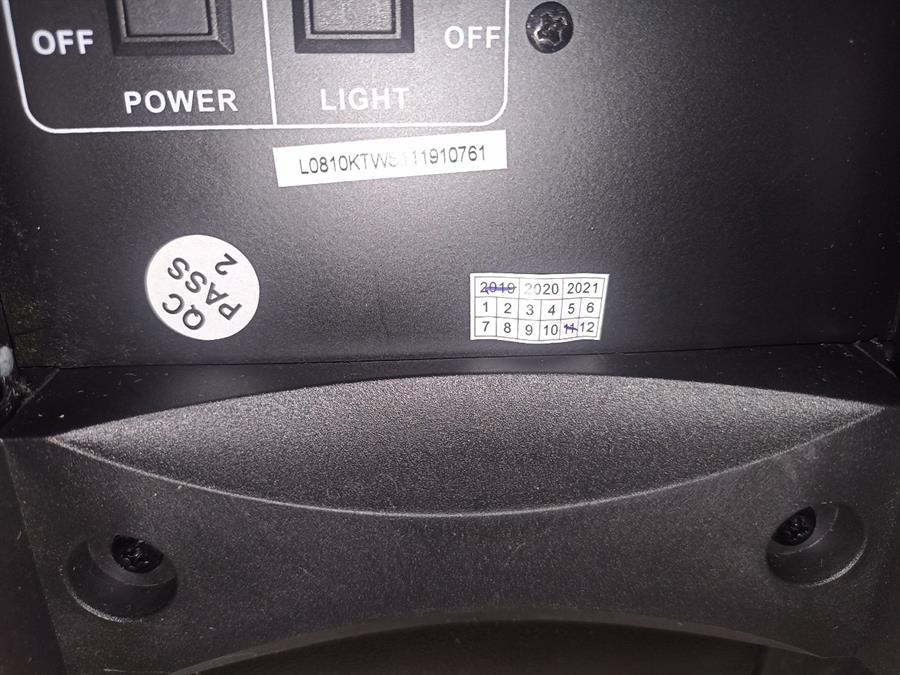 OFF
OFF
POWER
LIGHT
QC
PASS
2
2019 2020 2021
1 2 3 4 5 6
7 8 9 10 11 12